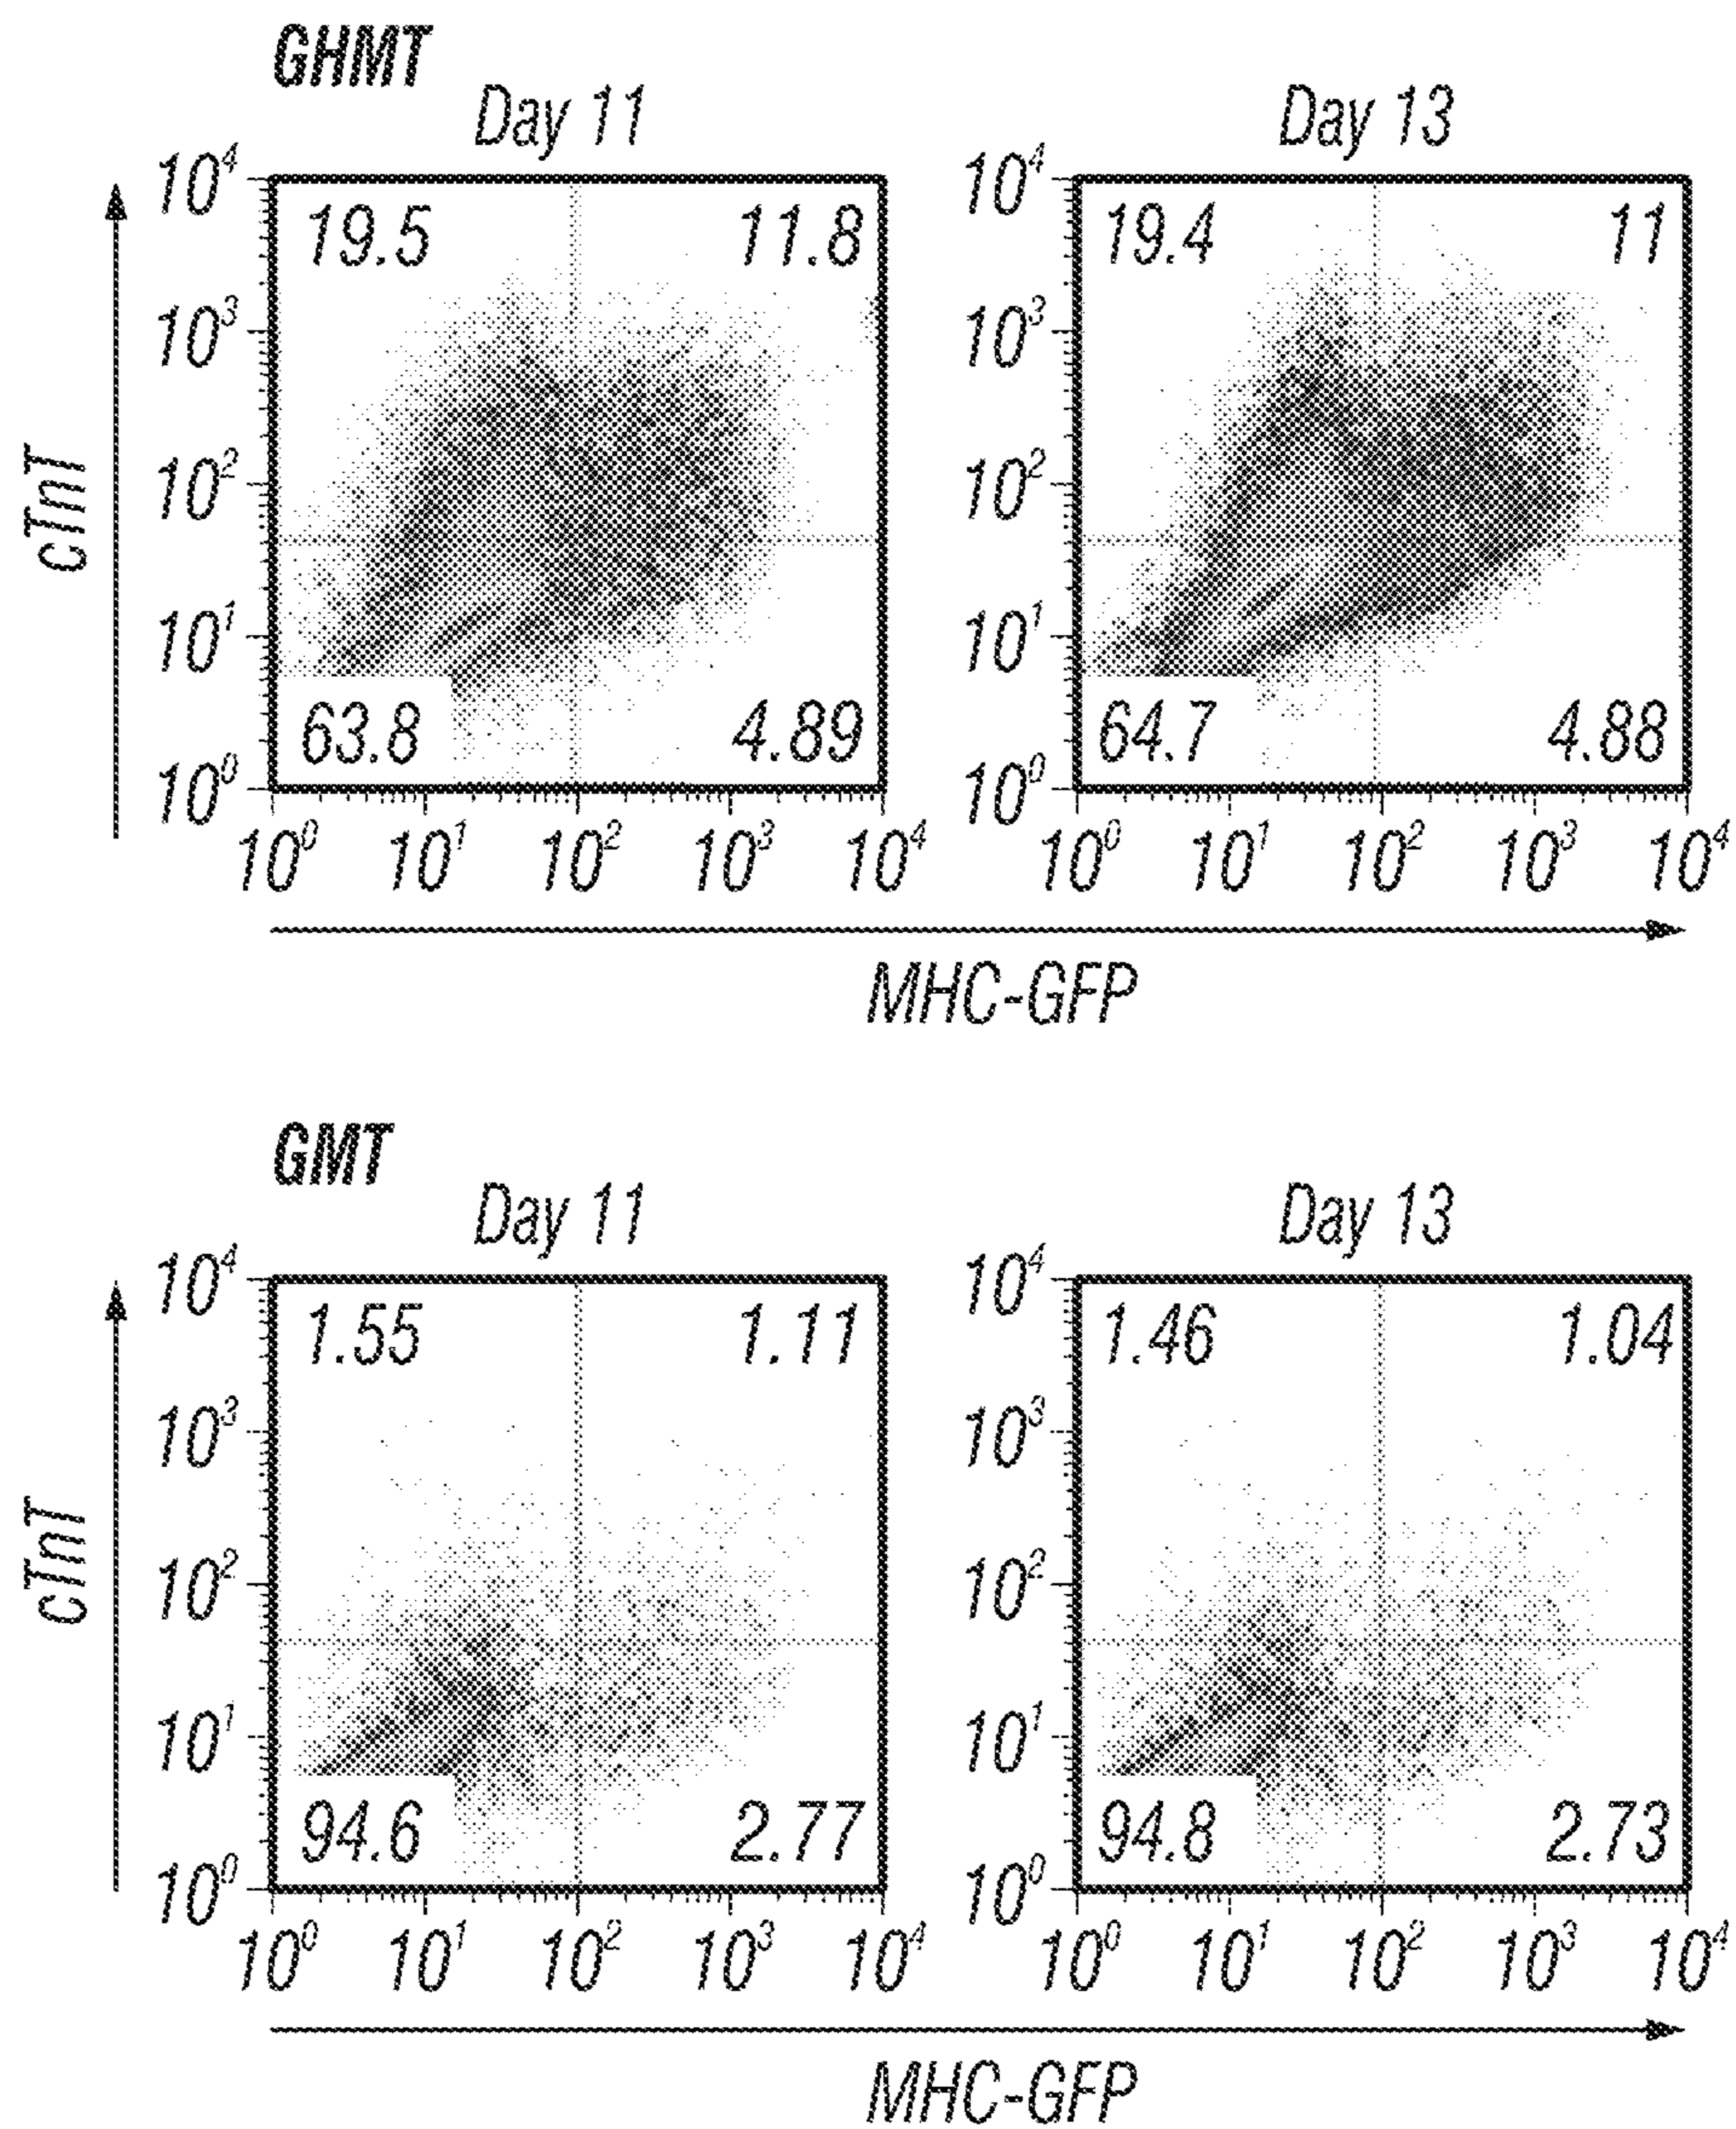 GHMT
Day 11 Day 13
10⁴ 19.5 11.8 10⁴ 19.4 11
10³ 10³
10² 10²
cTnT
10¹ 10¹
63.8 4.89 64.7 4.88
10⁰ 10⁰
10⁰ 10¹ 10² 10³ 10⁴ 10⁰ 10¹ 10² 10³ 10⁴
MHC-GFP
GMT
Day 11 Day 13
10⁴ 1.55 1.11 10⁴ 1.46 1.04
10³ 10³
10² 10²
cTnT
10¹ 10¹
94.6 2.77 94.8 2.73
10⁰ 10⁰
10⁰ 10¹ 10² 10³ 10⁴ 10⁰ 10¹ 10² 10³ 10⁴
MHC-GFP